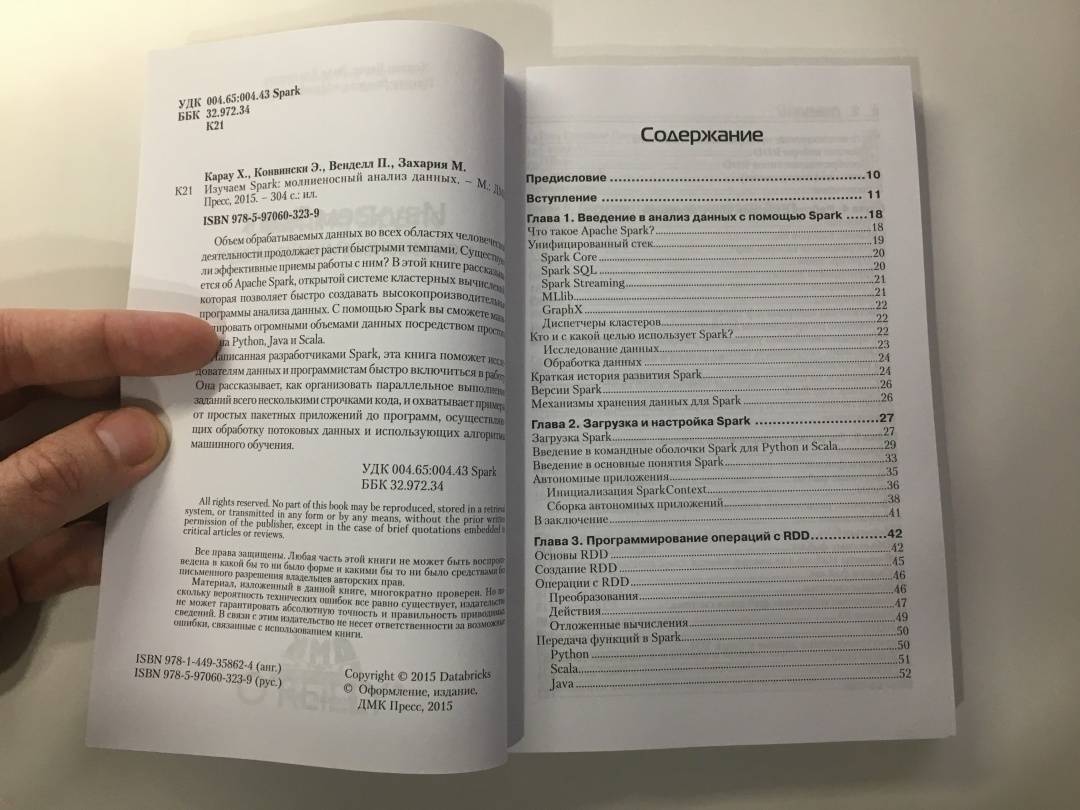 УДК 004.65:004.43 Spark
ББК 32.972.34
К21
Карау Х., Конвински Э., Венделл П., Захария М.
К21 Изучаем Spark: молниеносный анализ данных. – М.: ДМК
Пресс, 2015. – 304 с.: ил.
ISBN 978-5-97060-323-9
Объем обрабатываемых данных во всех областях
деятельности продолжает расти быстрыми темпами.
ли эффективные приемы работы с ним? В этой книге
ется об Apache Spark, открытой системе кластерных
которая позволяет быстро создавать
программы анализа данных. С помощью Spark вы сможете
огромными объемами данных посредством
на Python, Java и Scala.
Написанная разработчиками Spark, эта книга поможет
дователям данных и программистам быстро включиться в
Она рассказывает, как организовать параллельное
заданий всего несколькими строчками кода, и охватывает
от простых пакетных приложений до программ,
щих обработку потоковых данных и использующих
машинного обучения.
УДК 004.65:004.43 Spark
ББК 32.972.34
All rights reserved. No part of this book may be reproduced, stored in a
system, or transmitted in any form or by any means, without the prior
permission of the publisher, except in the case of brief quotations embedded
critical articles or reviews.
Все права защищены. Любая часть этой книги не может быть
ведена в какой бы то ни было форме и какими бы то ни было средствами
письменного разрешения владельцев авторских прав.
Материал, изложенный в данной книге, многократно проверен. Но
скольку вероятность технических ошибок все равно существует,
не может гарантировать абсолютную точность и правильность
сведений. В связи с этим издательство не несет ответственности за
ошибки, связанные с использованием книги.
ISBN 978-1-449-35862-4 (анг.)
ISBN 978-5-97060-323-9 (рус.)
Copyright © 2015 Databricks
© Оформление, издание,
ДМК Пресс, 2015
Содержание
Предисловие ..........10
Вступление .......... 11
Глава 1. Введение в анализ данных с помощью Spark .....18
Что такое Apache Spark?..........18
Унифицированный стек..........19
Spark Core ..........20
Spark SQL ..........20
Spark Streaming..........21
MLlib..........21
GraphX ..........22
Диспетчеры кластеров..........22
Кто и с какой целью использует Spark? ..........22
Исследование данных..........23
Обработка данных ..........24
Краткая история развития Spark..........24
Версии Spark ..........26
Механизмы хранения данных для Spark ..........26
Глава 2. Загрузка и настройка Spark ..........27
Загрузка Spark..........27
Введение в командные оболочки Spark для Python и Scala..........29
Введение в основные понятия Spark..........33
Автономные приложения ..........35
Инициализация SparkContext..........36
Сборка автономных приложений ..........38
В заключение..........41
Глава 3. Программирование операций с RDD..........42
Основы RDD ..........42
Создание RDD ..........45
Операции с RDD..........46
Преобразования..........46
Действия..........47
Отложенные вычисления..........49
Передача функций в Spark..........50
Python ..........50
Scala..........51
Java ..........52